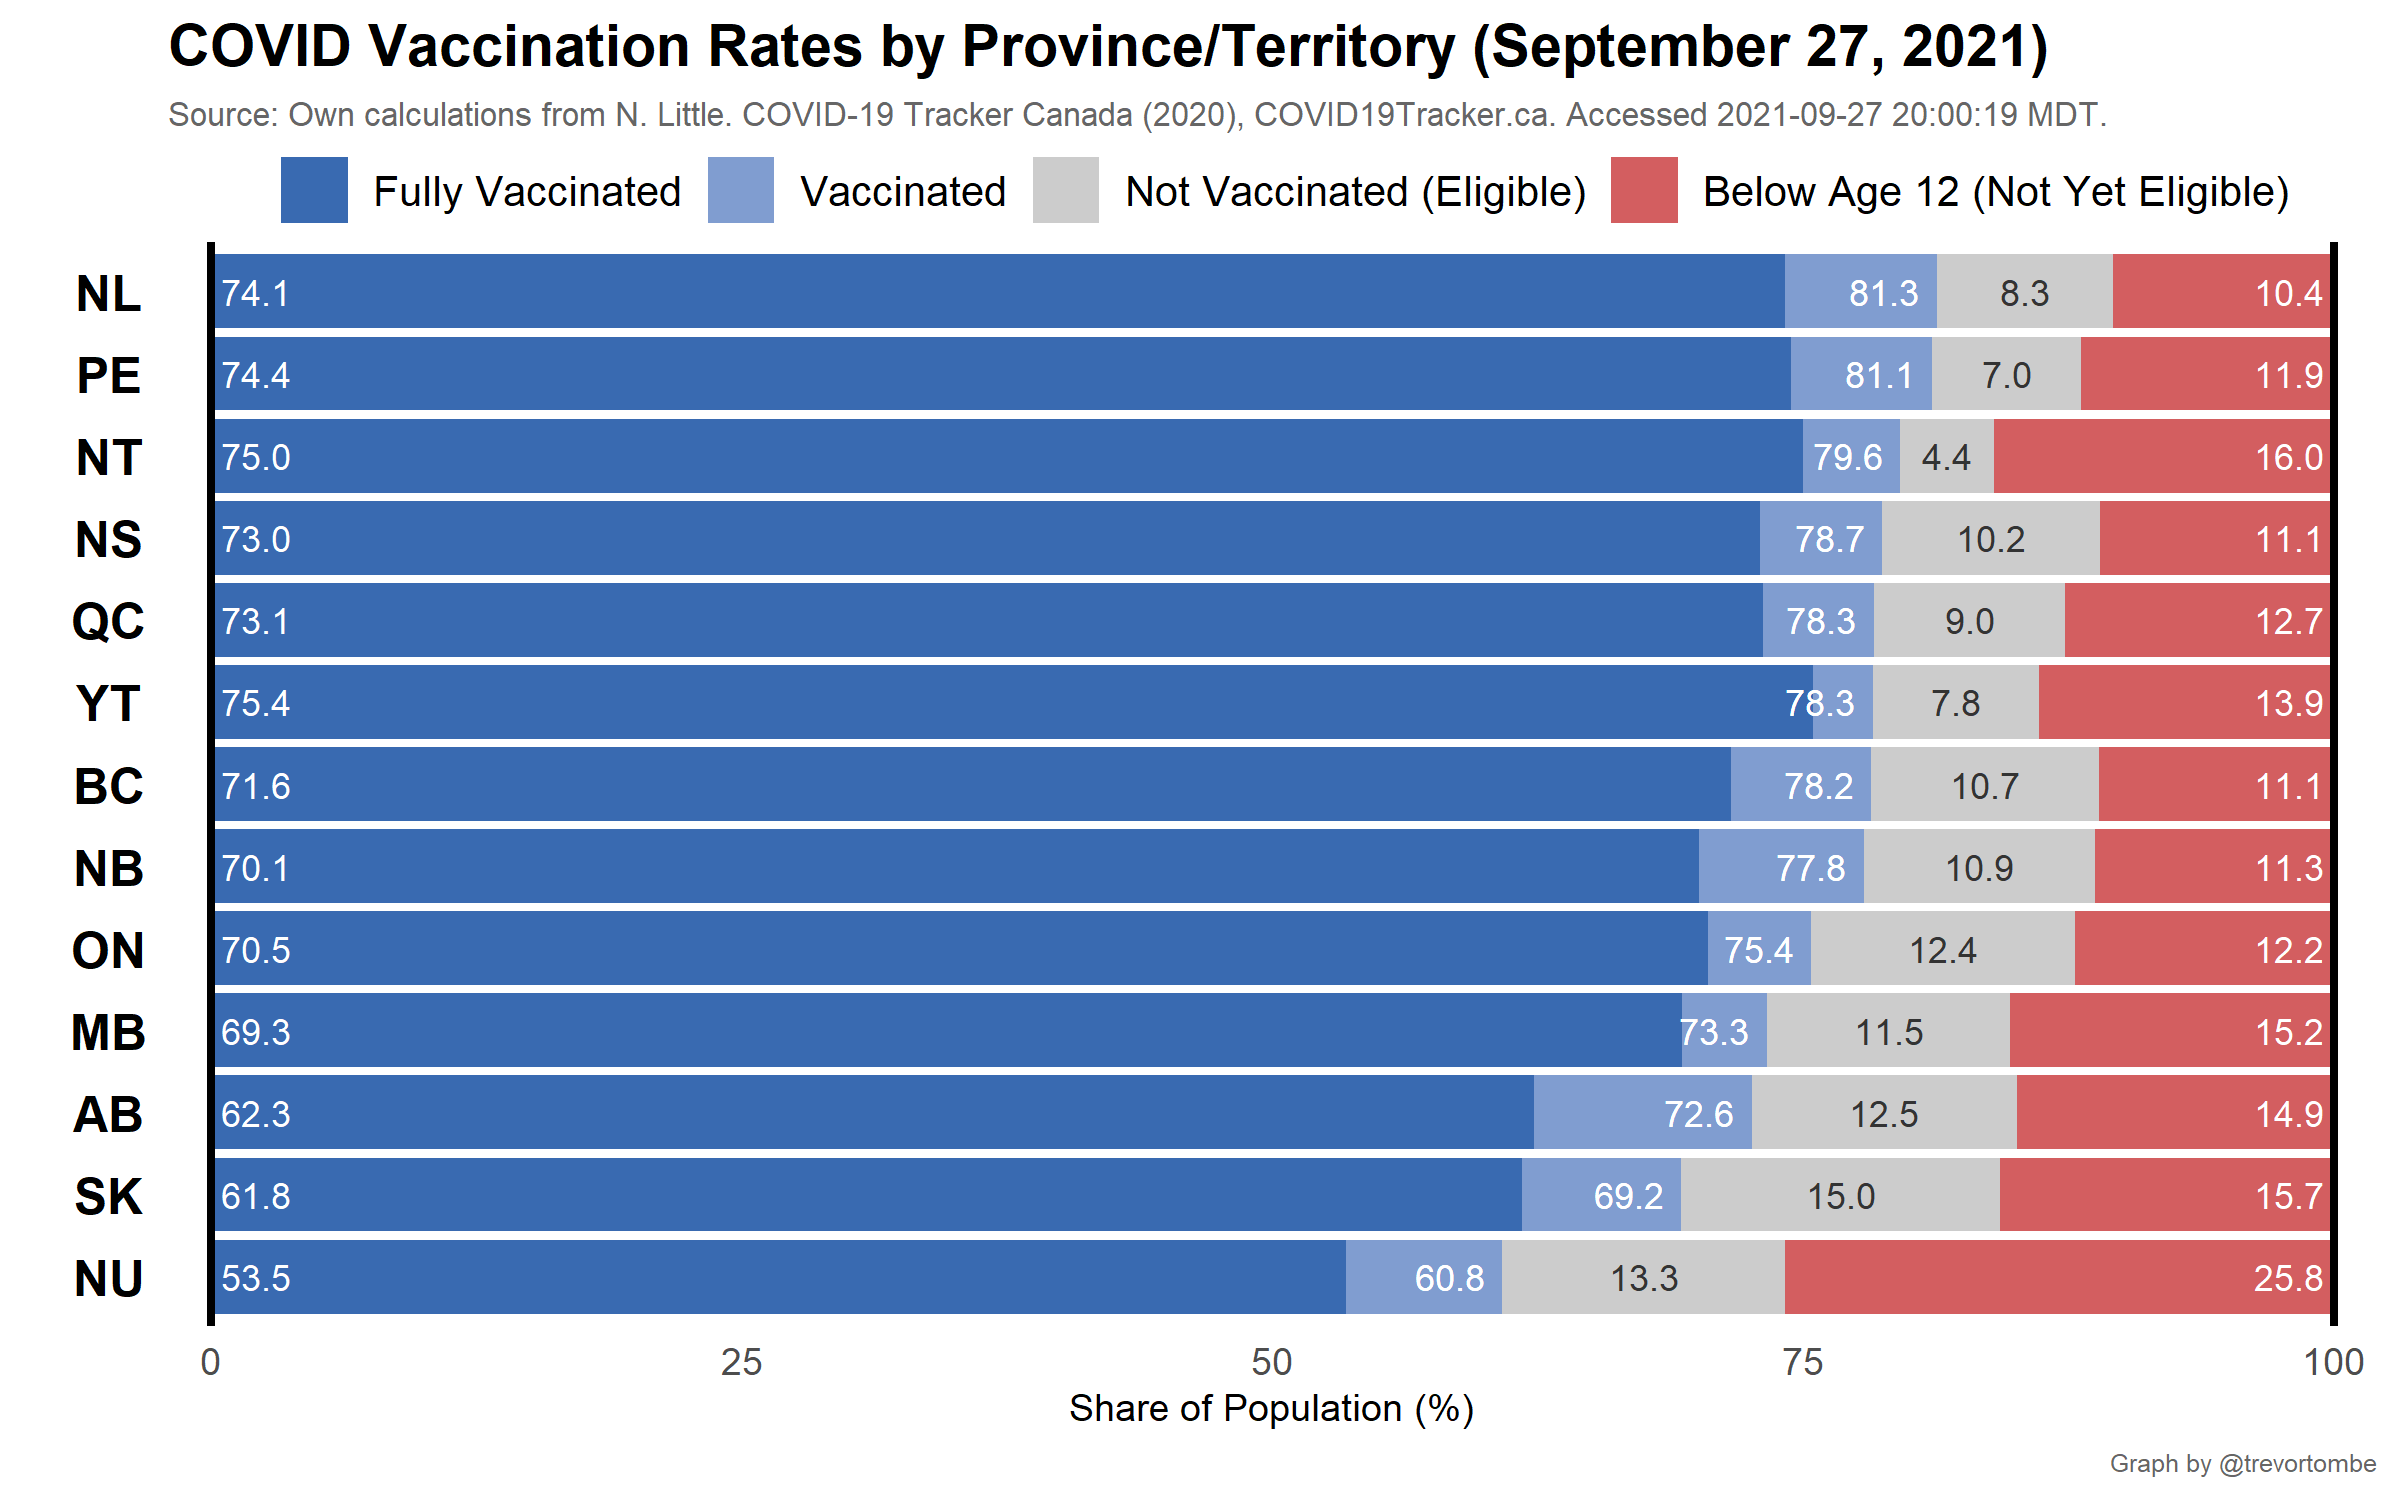 COVID Vaccination Rates by Province/Territory (September 27, 2021)
Source: Own calculations from N. Little. COVID-19 Tracker Canada (2020), COVID19Tracker.ca. Accessed 2021-09-27 20:00:19 MDT.
Fully Vaccinated Vaccinated Not Vaccinated (Eligible) Below Age 12 (Not Yet Eligible)
NL 74.1 81.3 8.3 10.4
PE 74.4 81.1 7.0 11.9
NT 75.0 79.6 4.4 16.0
NS 73.0 78.7 10.2 11.1
QC 73.1 78.3 9.0 12.7
YT 75.4 78.3 7.8 13.9
BC 71.6 78.2 10.7 11.1
NB 70.1 77.8 10.9 11.3
ON 70.5 75.4 12.4 12.2
MB 69.3 73.3 11.5 15.2
AB 62.3 72.6 12.5 14.9
SK 61.8 69.2 15.0 15.7
NU 53.5 60.8 13.3 25.8
0 25 50 75 100
Share of Population (%)
Graph by @trevortombe